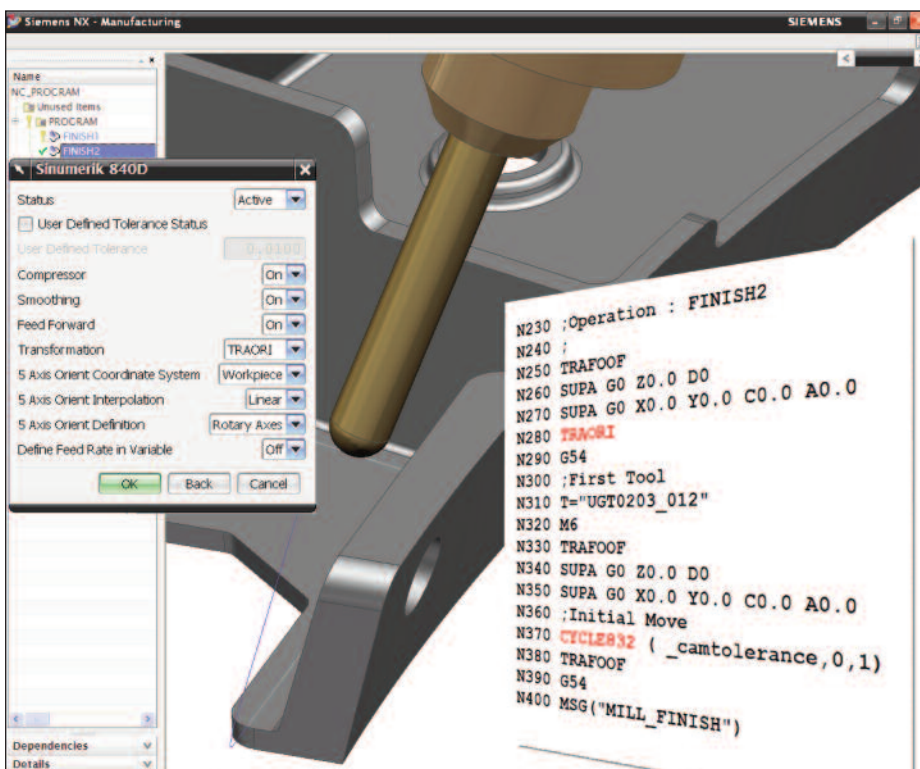 Siemens NX - Manufacturing
SIEMENS
Name
NC_PROGRAM
Unused Items
PROGRAM
FINISH1
FINISH2
Sinumerik 840D
Status Active
User Defined Tolerance Status
User Defined Tolerance 0.0100
Compressor On
Smoothing On
Feed Forward On
Transformation TRAORI
5 Axis Orient Coordinate System Workpiece
5 Axis Orient Interpolation Linear
5 Axis Orient Definition Rotary Axes
Define Feed Rate in Variable Off
OK Back Cancel
N230 ;Operation : FINISH2
N240 ;
N250 TRAFOOF
N260 SUPA G0 Z0.0 D0
N270 SUPA G0 X0.0 Y0.0 C0.0 A0.0
N280 TRAORI
N290 G54
N300 ;First Tool
N310 T="UGT0203_012"
N320 M6
N330 TRAFOOF
N340 SUPA G0 Z0.0 D0
N350 SUPA G0 X0.0 Y0.0 C0.0 A0.0
N360 ;Initial Move
N370 CYCLE832 ( _camtolerance,0,1)
N380 TRAFOOF
N390 G54
N400 MSG("MILL_FINISH")
Dependencies
Details